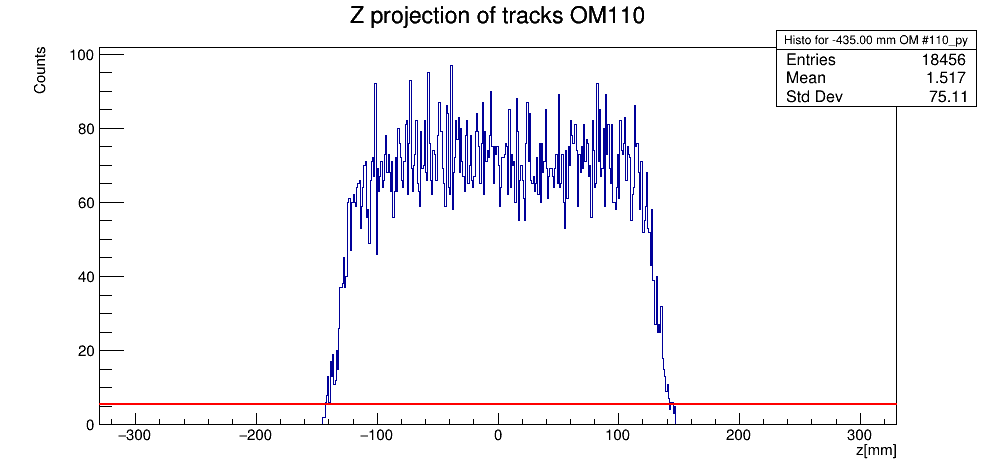 Z projection of tracks OM110
Histo for -435.00 mm OM #110_py
Entries 18456
Mean 1.517
Std Dev 75.11
Counts
100
80
60
40
20
0
−300 −200 −100 0 100 200 300
z[mm]